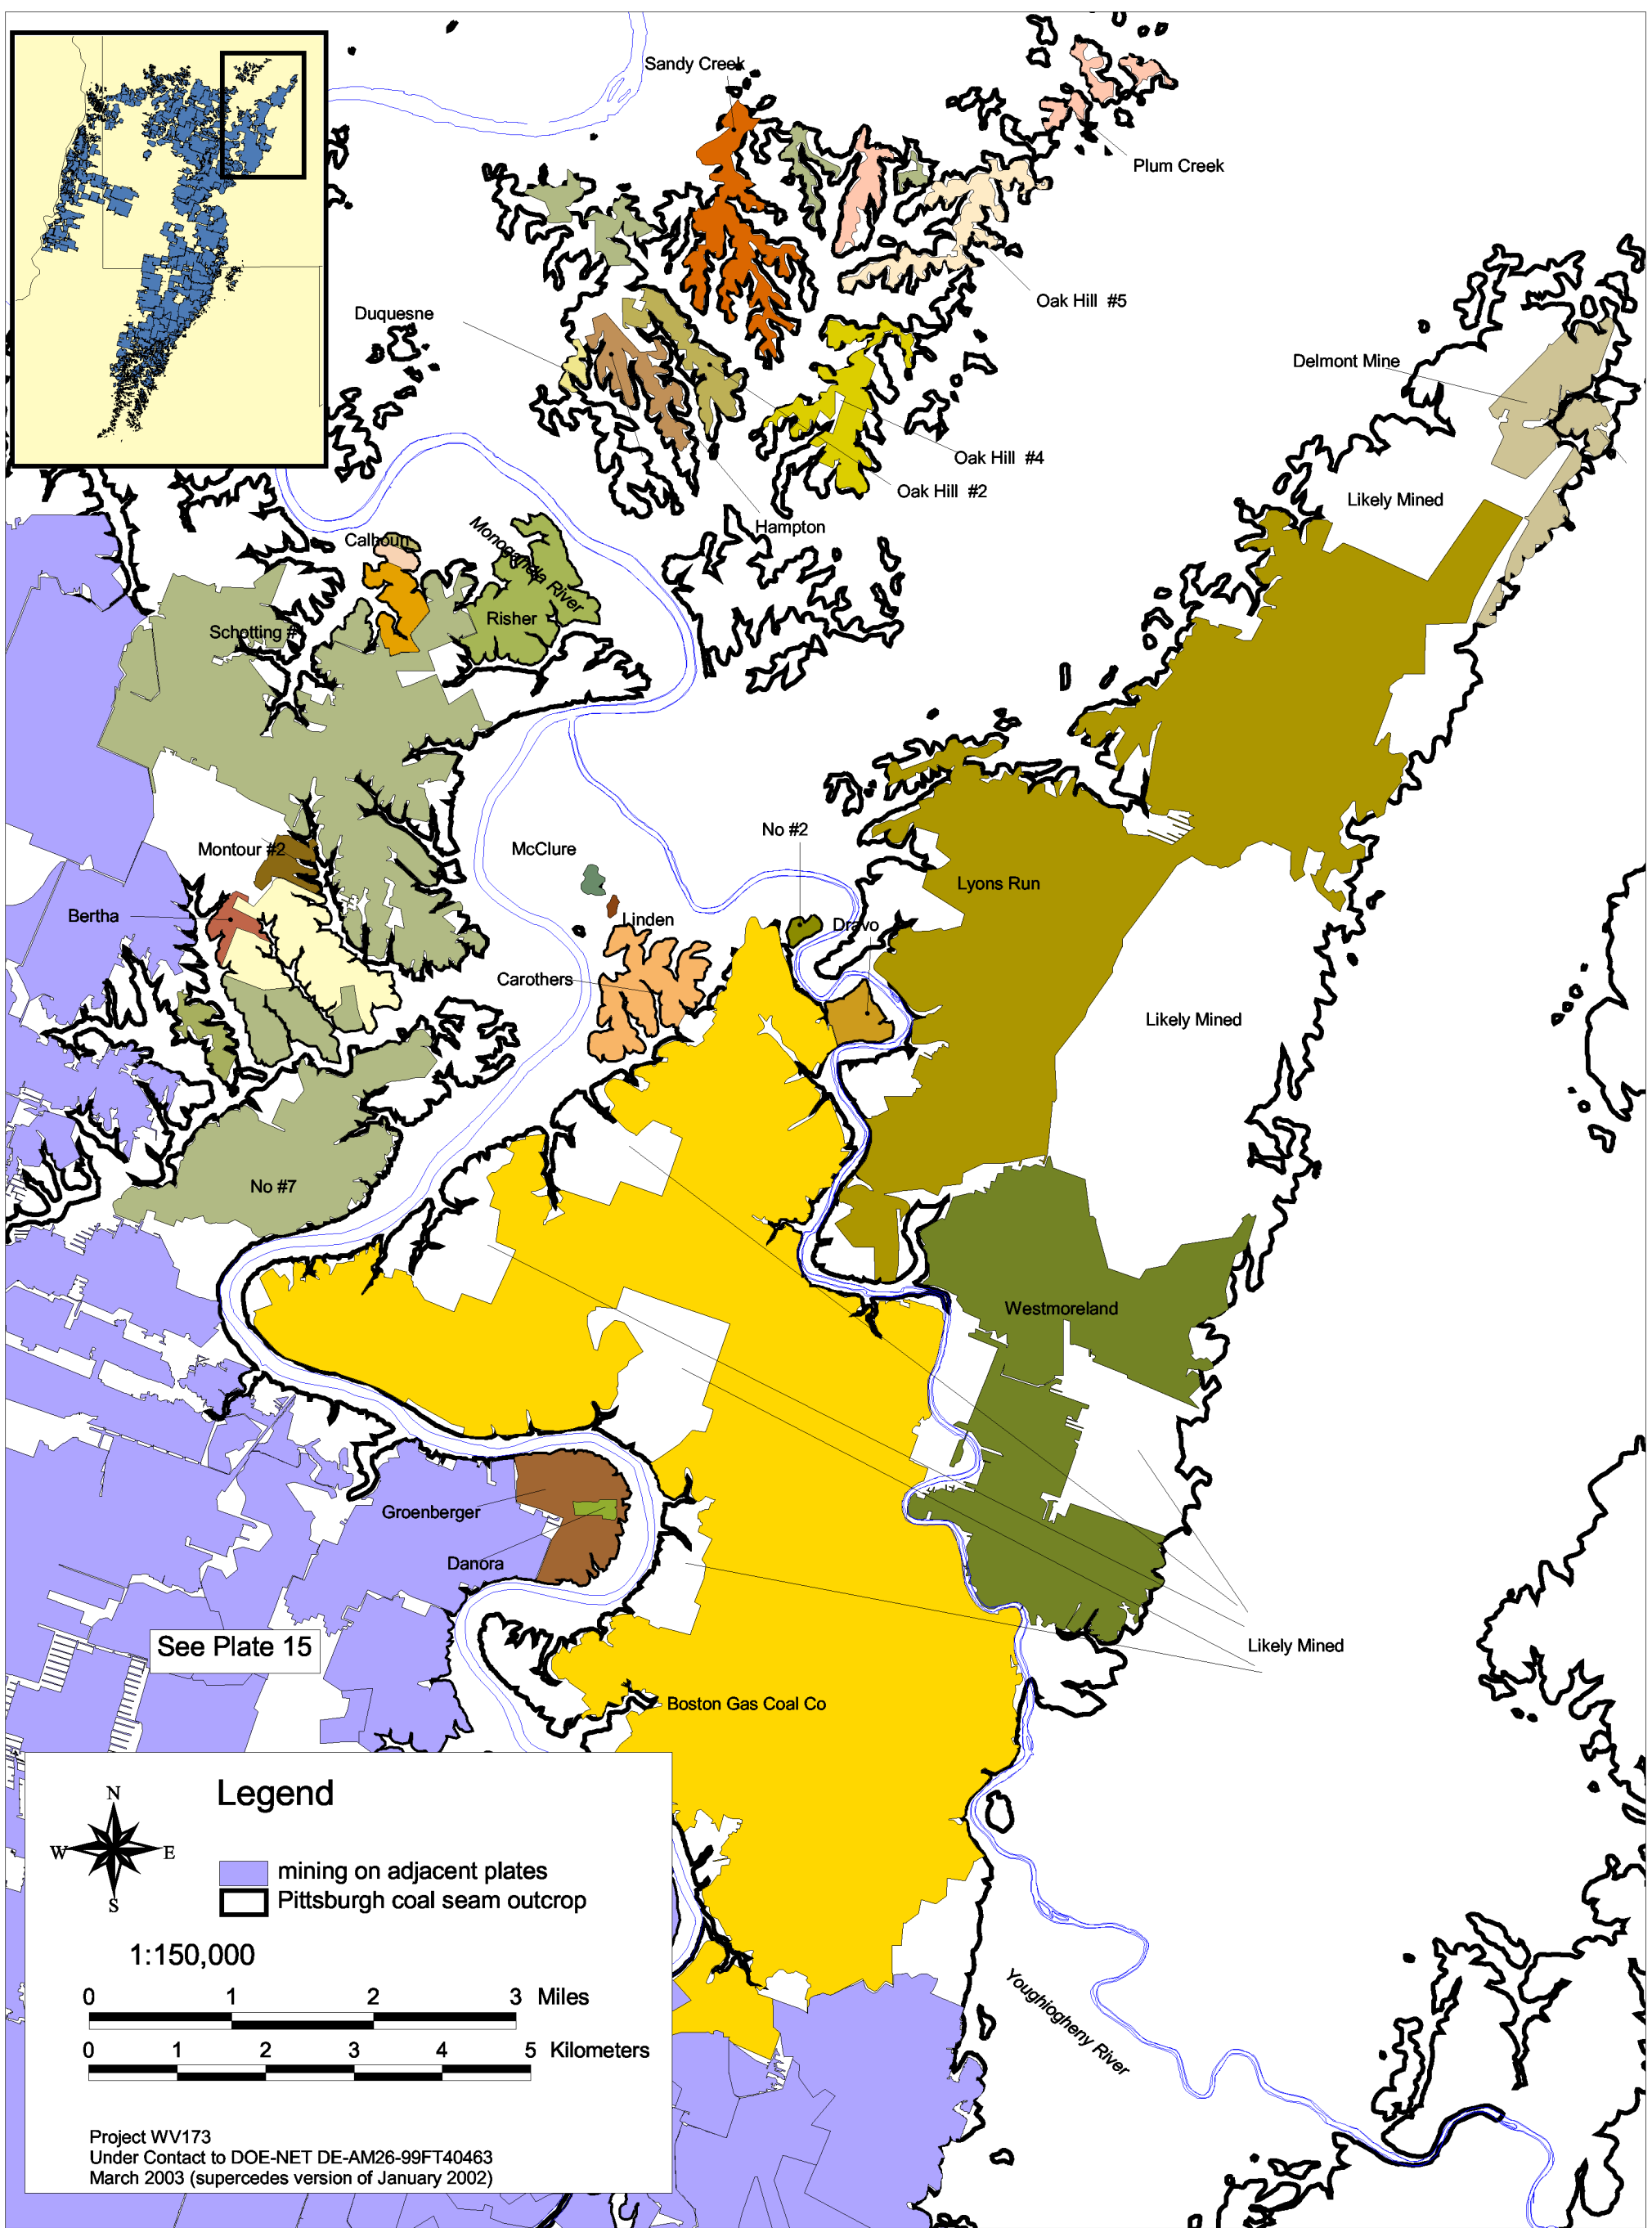 Sandy Creek
Plum Creek
Oak Hill #5
Duquesne
Delmont Mine
Oak Hill #4
Oak Hill #2
Likely Mined
Hampton
Calhoun
Monogahela River
Risher
Schotting #
No #2
Montour #2
McClure
Lyons Run
Bertha
Linden
Dravo
Carothers
Likely Mined
No #7
Westmoreland
Groenberger
Danora
See Plate 15
Likely Mined
Boston Gas Coal Co
Legend
N
W E
S
mining on adjacent plates
Pittsburgh coal seam outcrop
1:150,000
0 1 2 3 Miles
0 1 2 3 4 5 Kilometers
Youghiogheny River
Project WV173
Under Contact to DOE-NET DE-AM26-99FT40463
March 2003 (supercedes version of January 2002)